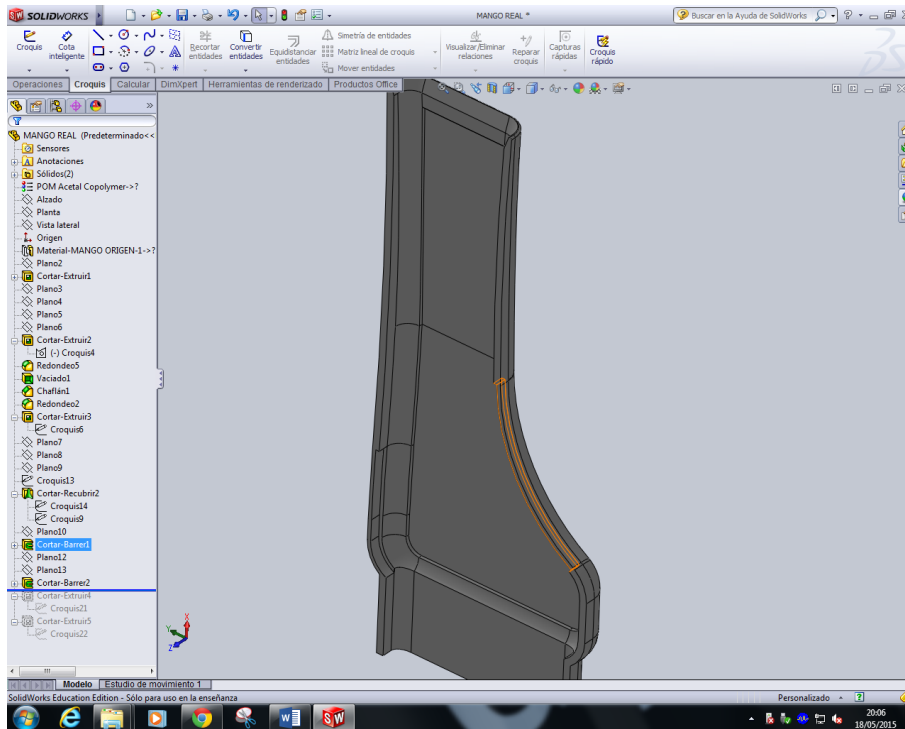 SOLIDWORKS
MANGO REAL *
Buscar en la Ayuda de SolidWorks
Croquis
Cota inteligente
Recortar entidades
Convertir entidades
Equidistanciar entidades
Simetría de entidades
Matriz lineal de croquis
Mover entidades
Visualizar/Eliminar relaciones
Reparar croquis
Capturas rápidas
Croquis rápido
Operaciones Croquis Calcular DimXpert Herramientas de renderizado Productos Office
MANGO REAL (Predeterminado<<
Sensores
Anotaciones
Sólidos(2)
POM Acetal Copolymer->?
Alzado
Planta
Vista lateral
Origen
Material-MANGO ORIGEN-1->?
Plano2
Cortar-Extruir1
Plano3
Plano4
Plano5
Plano6
Cortar-Extruir2
(-) Croquis4
Redondeo5
Vaciado1
Chaflán1
Redondeo2
Cortar-Extruir3
Croquis6
Plano7
Plano8
Plano9
Croquis13
Cortar-Recubrir2
Croquis14
Croquis9
Plano10
Cortar-Barrer1
Plano12
Plano13
Cortar-Barrer2
Cortar-Extruir4
Croquis21
Cortar-Extruir5
Croquis22
Y X Z
Modelo Estudio de movimiento 1
SolidWorks Education Edition - Sólo para uso en la enseñanza
Personalizado
20:06
18/05/2015